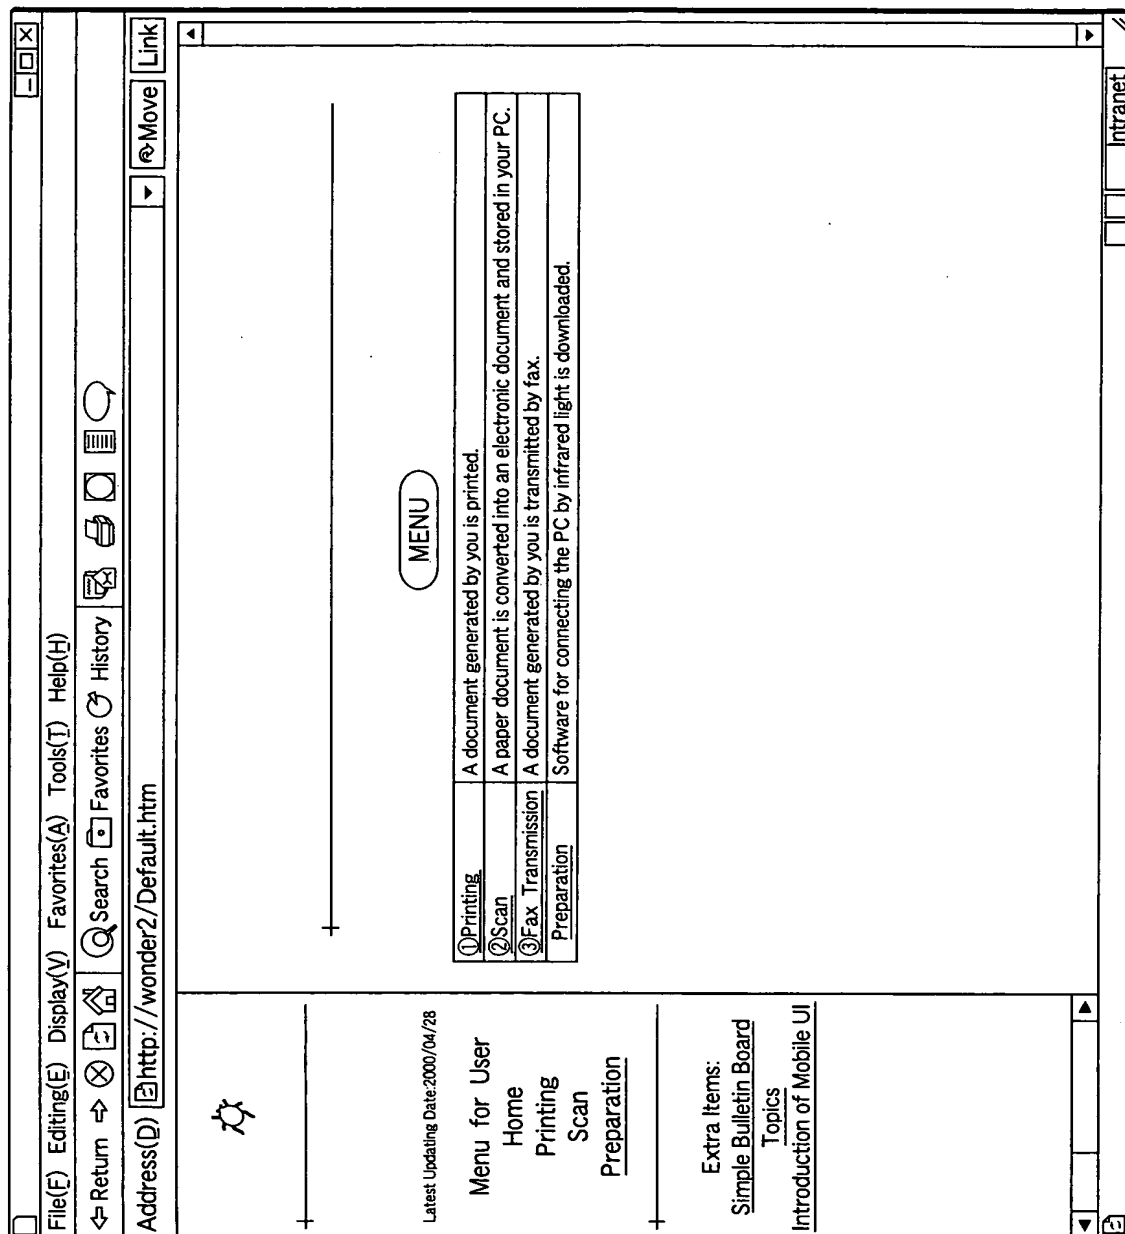 File(F) Editing(E) Display(V) Favorites(A) Tools(T) Help(H)
Return Search Favorites History
Address(D) http://wonder2/Default.htm Move Link
Latest Updating Date:2000/04/28
Menu for User
Home
Printing
Scan
Preparation
Extra Items:
Simple Bulletin Board
Topics
Introduction of Mobile UI
MENU
①Printing A document generated by you is printed.
②Scan A paper document is converted into an electronic document and stored in your PC.
③Fax Transmission A document generated by you is transmitted by fax.
Preparation Software for connecting the PC by infrared light is downloaded.
Intranet